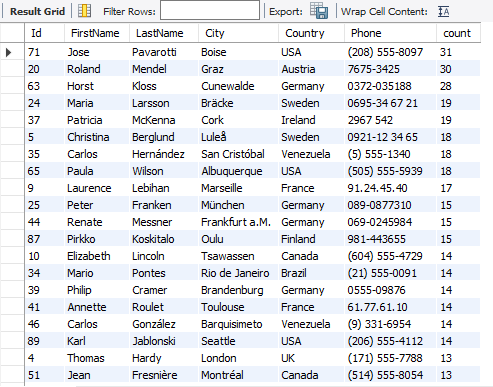 Result Grid Filter Rows: Export: Wrap Cell Content:
Id FirstName LastName City Country Phone count
71 Jose Pavarotti Boise USA (208) 555-8097 31
20 Roland Mendel Graz Austria 7675-3425 30
63 Horst Kloss Cunewalde Germany 0372-035188 28
24 Maria Larsson Bräcke Sweden 0695-34 67 21 19
37 Patricia McKenna Cork Ireland 2967 542 19
5 Christina Berglund Luleå Sweden 0921-12 34 65 18
35 Carlos Hernández San Cristóbal Venezuela (5) 555-1340 18
65 Paula Wilson Albuquerque USA (505) 555-5939 18
9 Laurence Lebihan Marseille France 91.24.45.40 17
25 Peter Franken München Germany 089-0877310 15
44 Renate Messner Frankfurt a.M. Germany 069-0245984 15
87 Pirkko Koskitalo Oulu Finland 981-443655 15
10 Elizabeth Lincoln Tsawassen Canada (604) 555-4729 14
34 Mario Pontes Rio de Janeiro Brazil (21) 555-0091 14
39 Philip Cramer Brandenburg Germany 0555-09876 14
41 Annette Roulet Toulouse France 61.77.61.10 14
46 Carlos González Barquisimeto Venezuela (9) 331-6954 14
89 Karl Jablonski Seattle USA (206) 555-4112 14
4 Thomas Hardy London UK (171) 555-7788 13
51 Jean Fresnière Montréal Canada (514) 555-8054 13